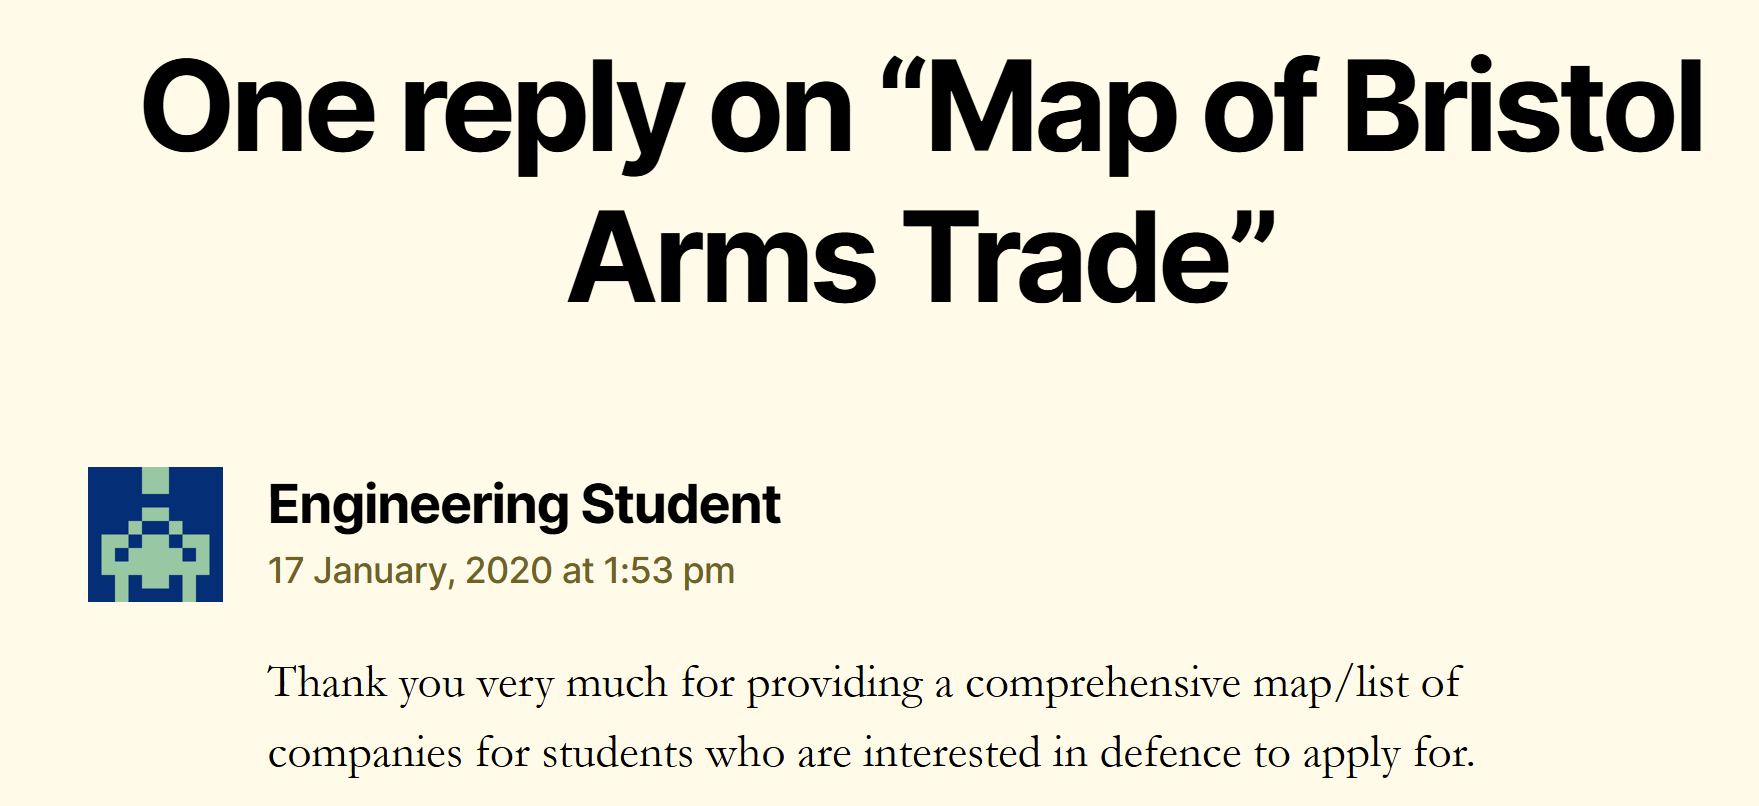 One reply on “Map of Bristol
Arms Trade”
Engineering Student
17 January, 2020 at 1:53 pm
Thank you very much for providing a comprehensive map/list of
companies for students who are interested in defence to apply for.